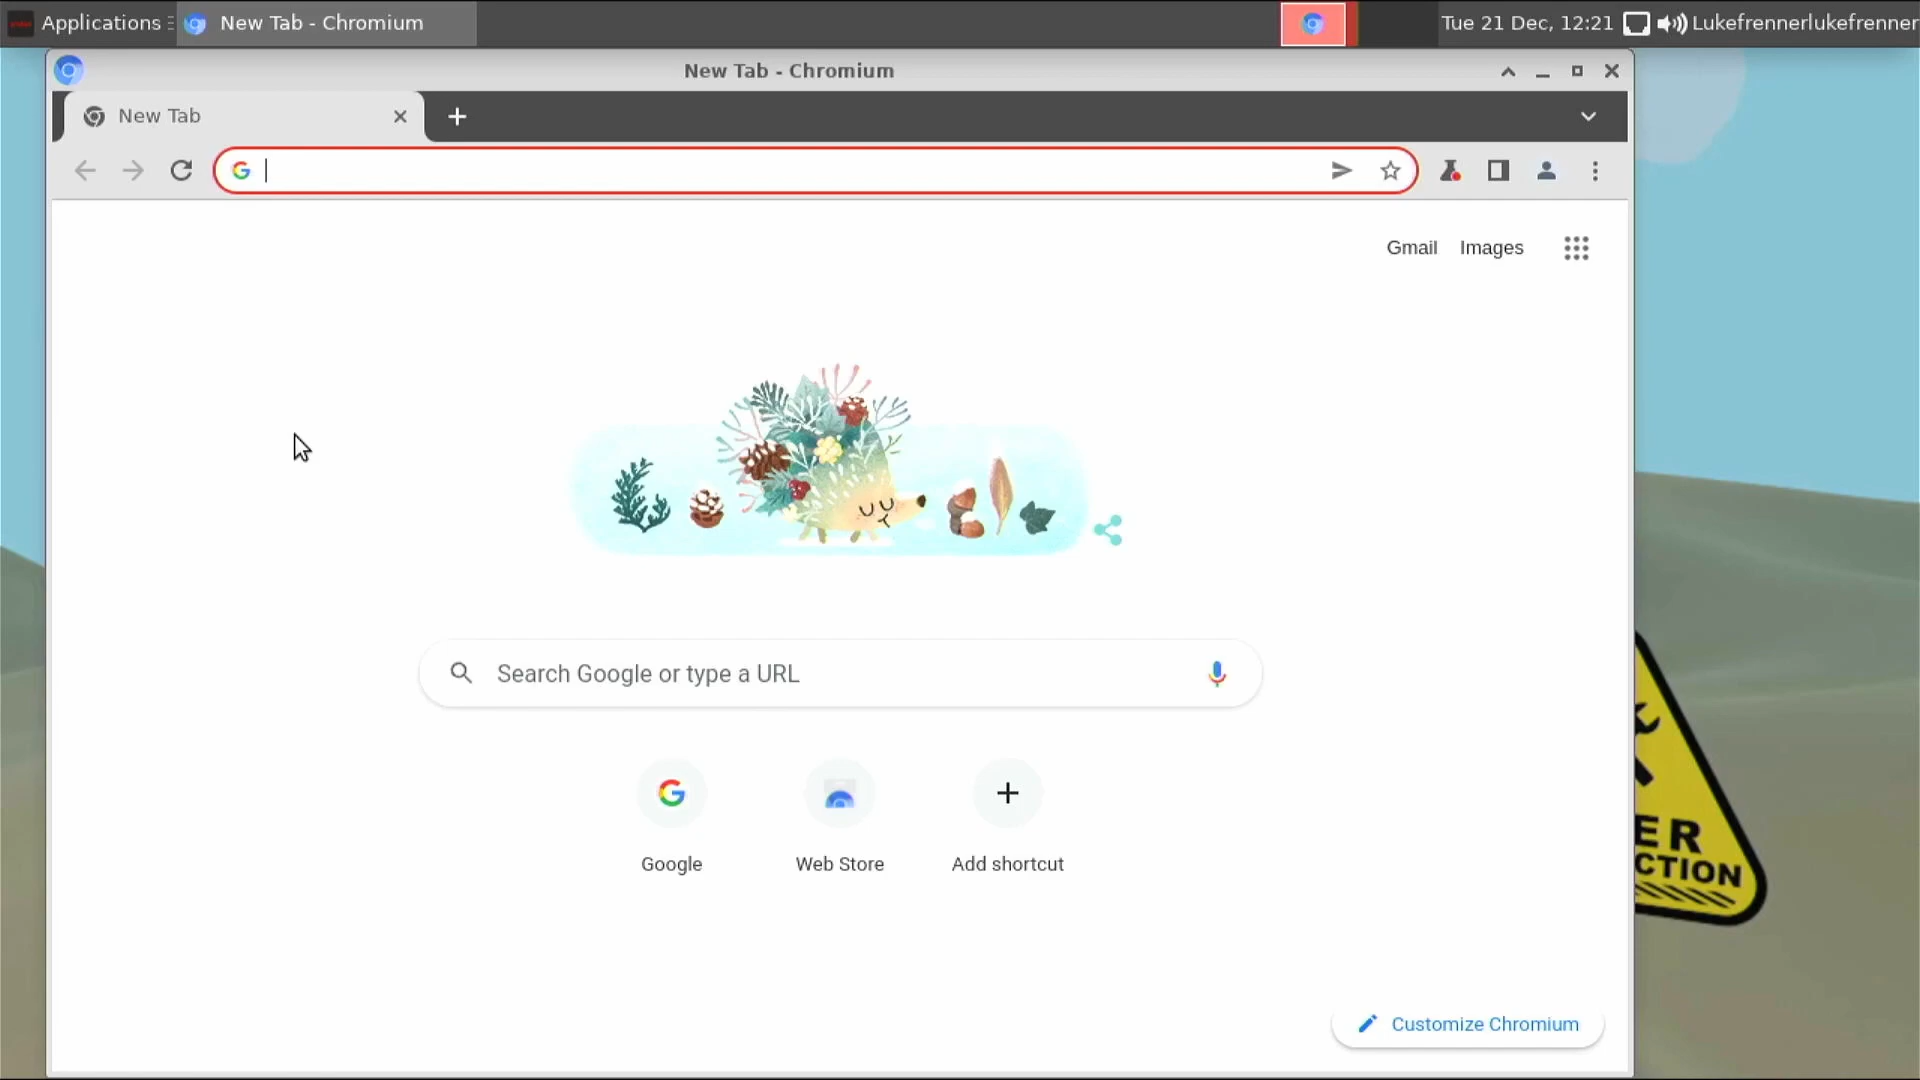 Applications
New Tab - Chromium
Tue 21 Dec, 12:21
Lukefrennerlukefrenner
New Tab - Chromium
New Tab
Gmail
Images
Search Google or type a URL
Google
Web Store
Add shortcut
ER
CTION
Customize Chromium